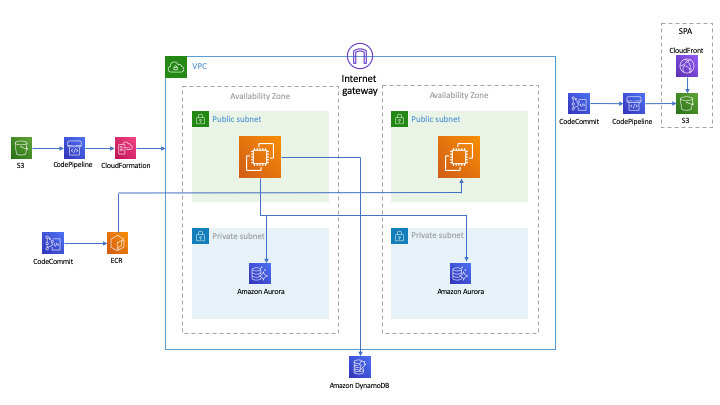 SPA
CloudFront
VPC
Internet
gateway
Availability Zone
Availability Zone
Public subnet
Public subnet
CodeCommit
CodePipeline
S3
S3
CodePipeline
CloudFormation
Private subnet
Private subnet
CodeCommit
ECR
Amazon Aurora
Amazon Aurora
Amazon DynamoDB